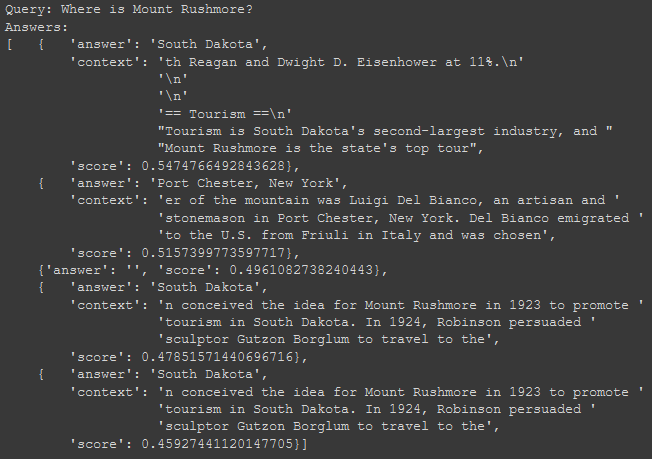 Query: Where is Mount Rushmore?
Answers:
[   {   'answer': 'South Dakota',
        'context': 'th Reagan and Dwight D. Eisenhower at 11%.\n'
                   '\n'
                   '\n'
                   '== Tourism ==\n'
                   "Tourism is South Dakota's second-largest industry, and "
                   "Mount Rushmore is the state's top tour",
        'score': 0.5474766492843628},
    {   'answer': 'Port Chester, New York',
        'context': 'er of the mountain was Luigi Del Bianco, an artisan and '
                   'stonemason in Port Chester, New York. Del Bianco emigrated '
                   'to the U.S. from Friuli in Italy and was chosen',
        'score': 0.5157399773597717},
    {'answer': '', 'score': 0.4961082738240443},
    {   'answer': 'South Dakota',
        'context': 'n conceived the idea for Mount Rushmore in 1923 to promote '
                   'tourism in South Dakota. In 1924, Robinson persuaded '
                   'sculptor Gutzon Borglum to travel to the',
        'score': 0.47851571440696716},
    {   'answer': 'South Dakota',
        'context': 'n conceived the idea for Mount Rushmore in 1923 to promote '
                   'tourism in South Dakota. In 1924, Robinson persuaded '
                   'sculptor Gutzon Borglum to travel to the',
        'score': 0.45927441120147705}]